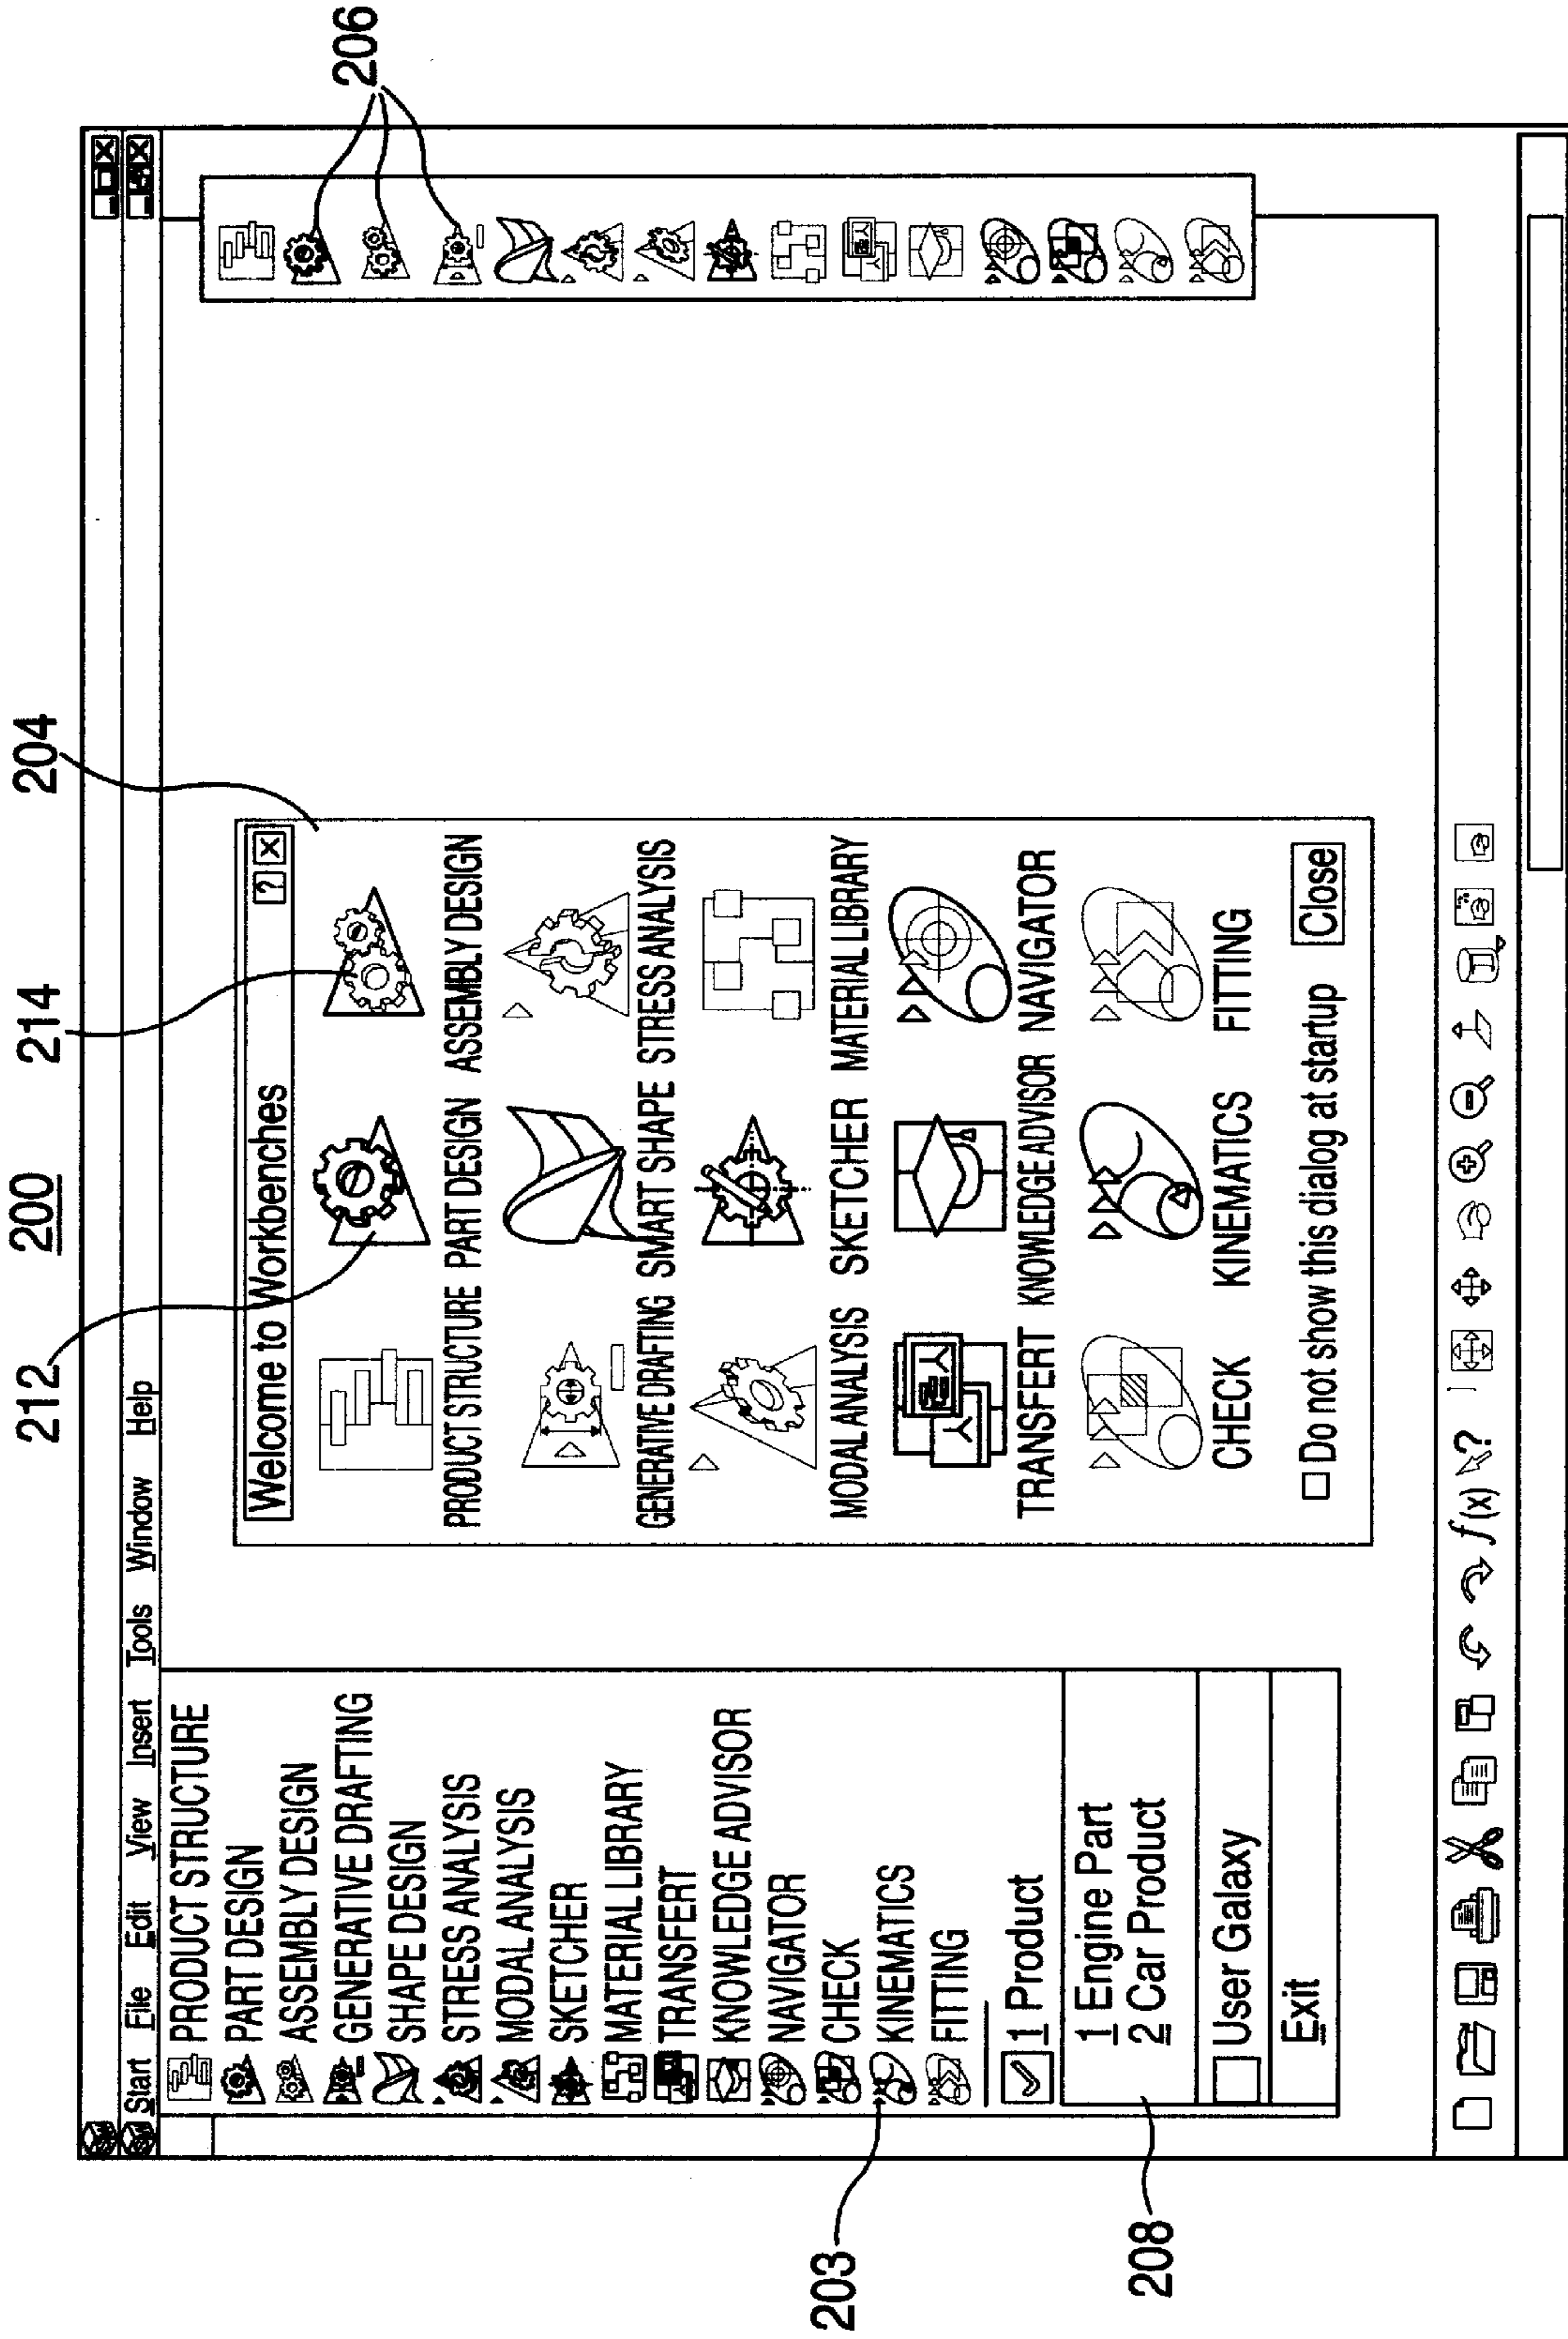 200
212
214
204
206
Start File Edit View Insert Tools Window Help
PRODUCT STRUCTURE
PART DESIGN
ASSEMBLY DESIGN
GENERATIVE DRAFTING
SHAPE DESIGN
STRESS ANALYSIS
MODAL ANALYSIS
SKETCHER
MATERIAL LIBRARY
TRANSFERT
KNOWLEDGE ADVISOR
NAVIGATOR
CHECK
KINEMATICS
FITTING
1 Product
1 Engine Part
2 Car Product
User Galaxy
Exit
203
208
Welcome to Workbenches ? X
PRODUCT STRUCTURE PART DESIGN ASSEMBLY DESIGN
GENERATIVE DRAFTING SMART SHAPE STRESS ANALYSIS
MODAL ANALYSIS SKETCHER MATERIAL LIBRARY
TRANSFERT KNOWLEDGE ADVISOR NAVIGATOR
CHECK KINEMATICS FITTING
Do not show this dialog at startup Close
f(x) ?